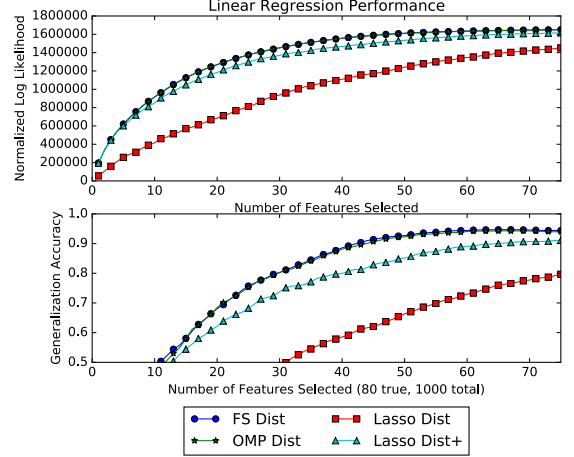 Linear Regression Performance
Normalized Log Likelihood
1800000
1600000
1400000
1200000
1000000
800000
600000
400000
200000
0
0 10 20 30 40 50 60 70
Number of Features Selected
Generalization Accuracy
1.0
0.9
0.8
0.7
0.6
0.5
0 10 20 30 40 50 60 70
Number of Features Selected (80 true, 1000 total)
FS Dist
OMP Dist
Lasso Dist
Lasso Dist+